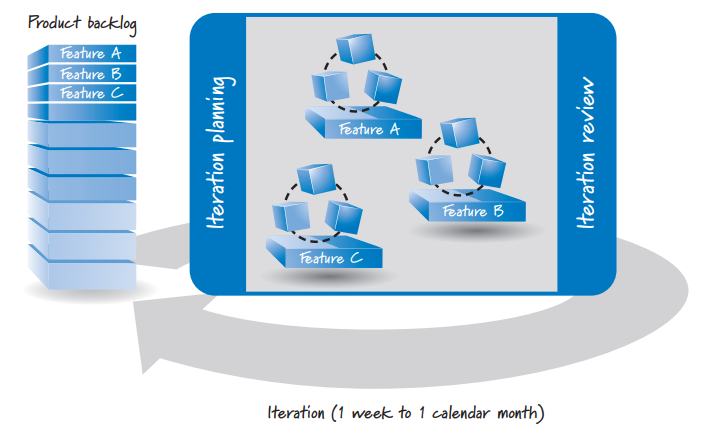 Product backlog
Feature A
Feature B
Feature C
Iteration planning
Feature A
Feature B
Feature C
Iteration review
Iteration (1 week to 1 calendar month)